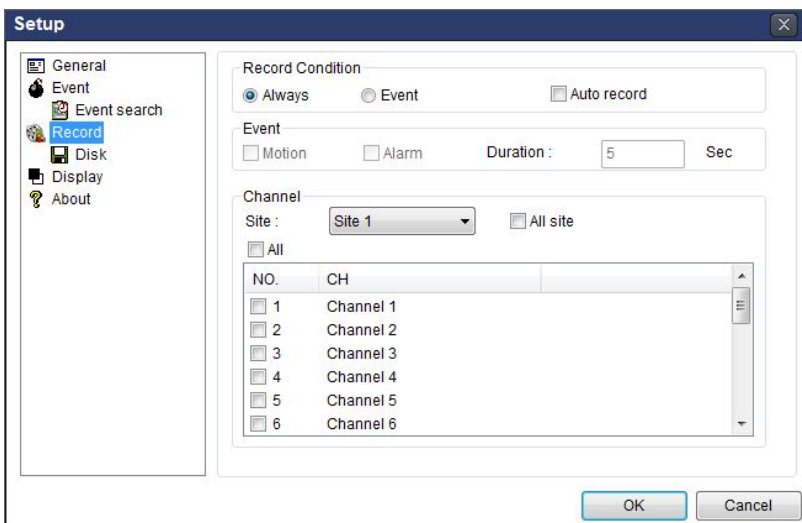 Setup
General
Event
Event search
Record
Disk
Display
About
Record Condition
Always Event Auto record
Event
Motion Alarm Duration : 5 Sec
Channel
Site : Site 1 All site
All
NO. CH
1 Channel 1
2 Channel 2
3 Channel 3
4 Channel 4
5 Channel 5
6 Channel 6
OK Cancel